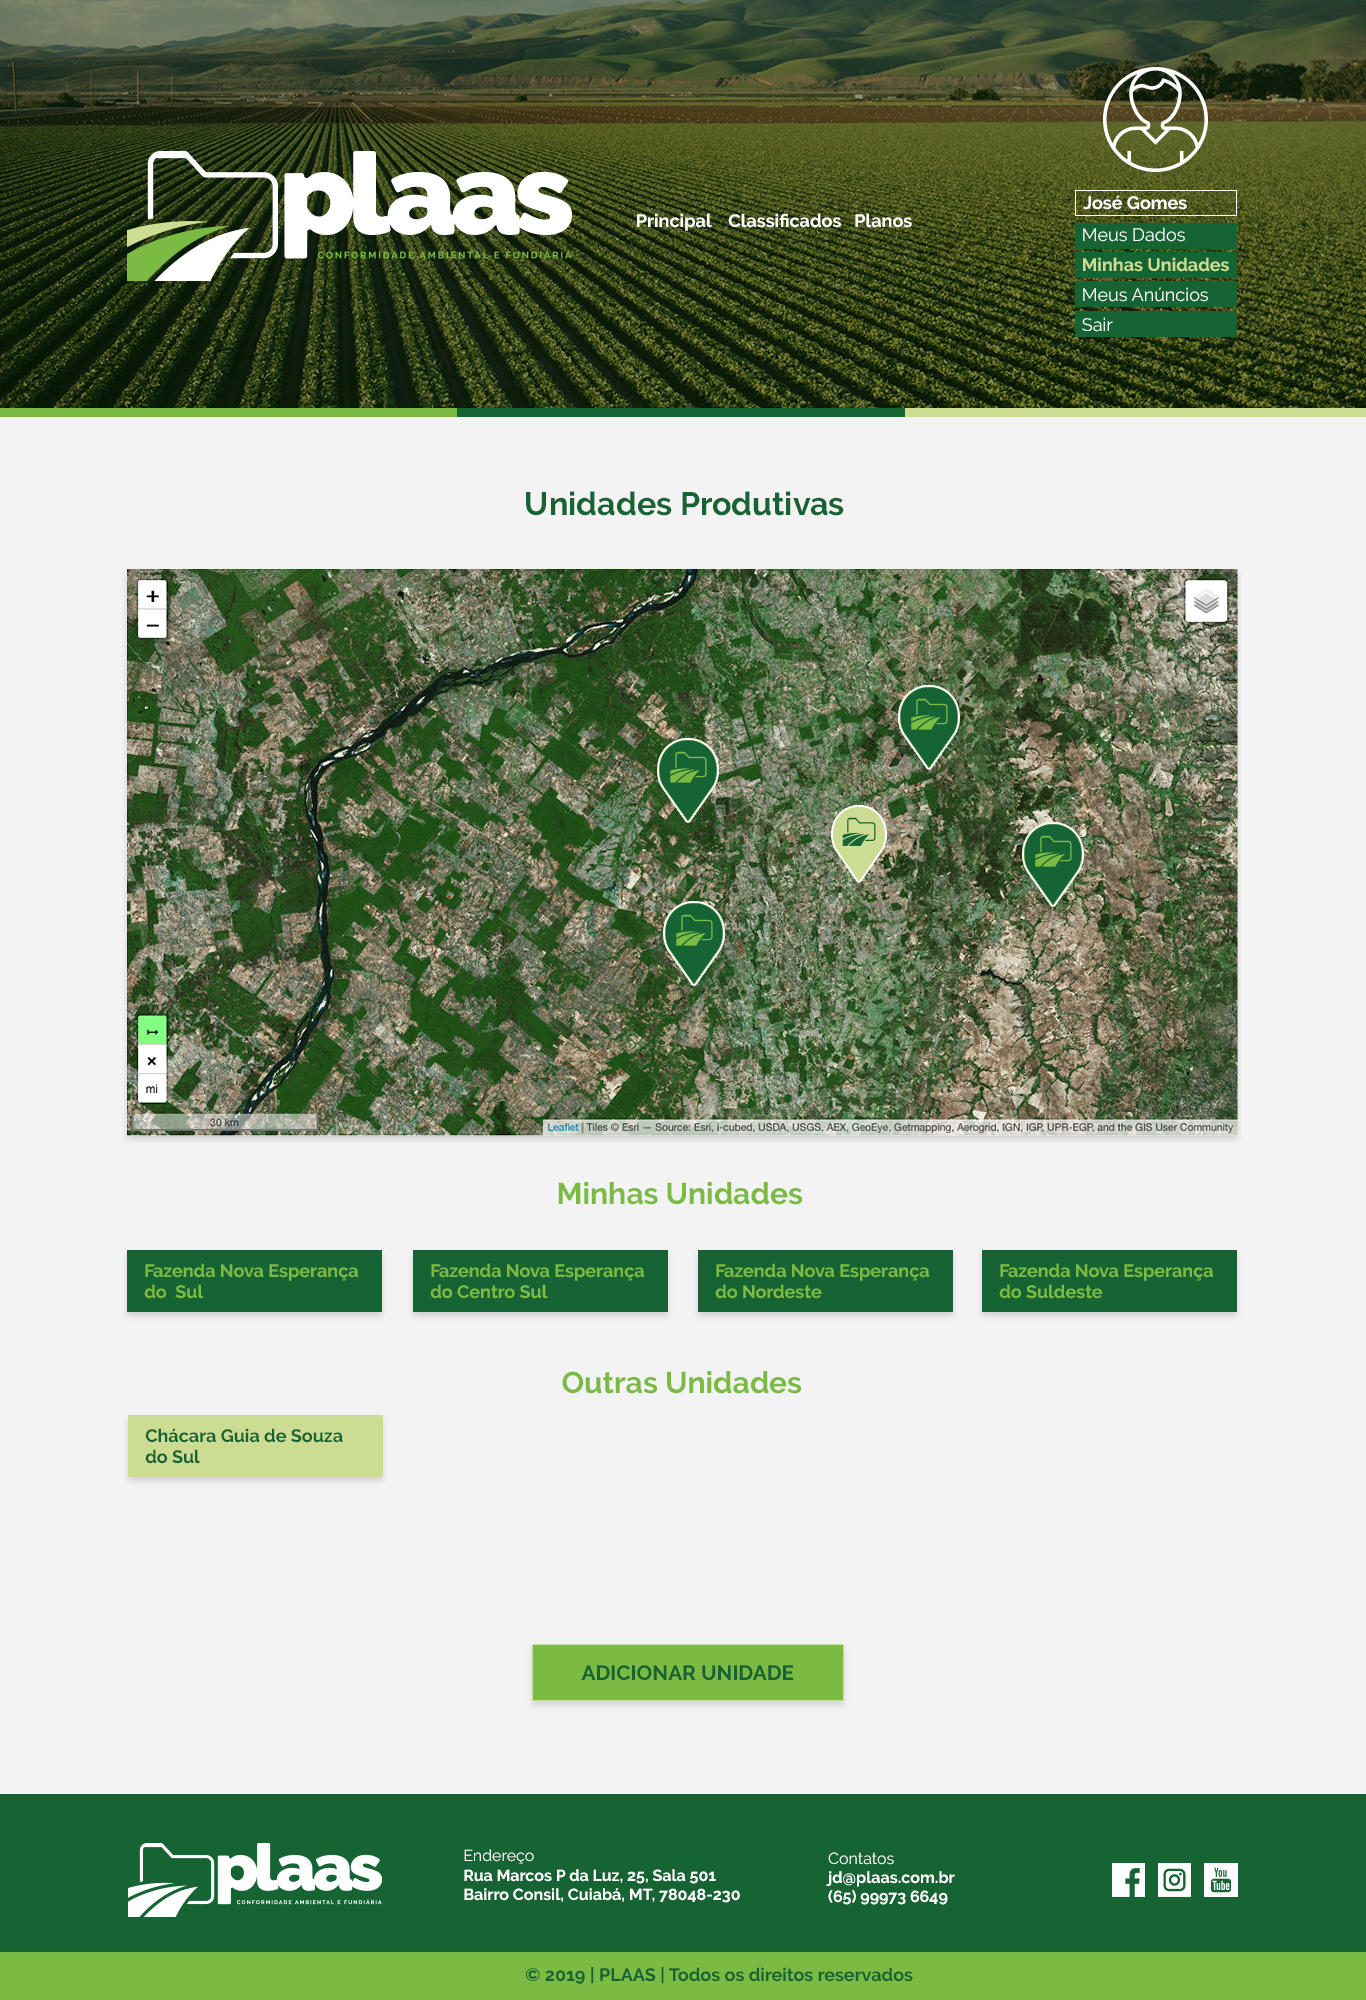 plaas
CONFORMIDADE AMBIENTAL E FUNDIÁRIA
Principal Classificados Planos
José Gomes
Meus Dados
Minhas Unidades
Meus Anúncios
Sair
Unidades Produtivas
+
−
↦
×
mi
30 km
Leaflet | Tiles © Esri — Source: Esri, i-cubed, USDA, USGS, AEX, GeoEye, Getmapping, Aerogrid, IGN, IGP, UPR-EGP, and the GIS User Community
Minhas Unidades
Fazenda Nova Esperança
do Sul
Fazenda Nova Esperança
do Centro Sul
Fazenda Nova Esperança
do Nordeste
Fazenda Nova Esperança
do Suldeste
Outras Unidades
Chácara Guia de Souza
do Sul
ADICIONAR UNIDADE
plaas
CONFORMIDADE AMBIENTAL E FUNDIÁRIA
Endereço
Rua Marcos P da Luz, 25, Sala 501
Bairro Consil, Cuiabá, MT, 78048-230
Contatos
jd@plaas.com.br
(65) 99973 6649
You
Tube
© 2019 | PLAAS | Todos os direitos reservados